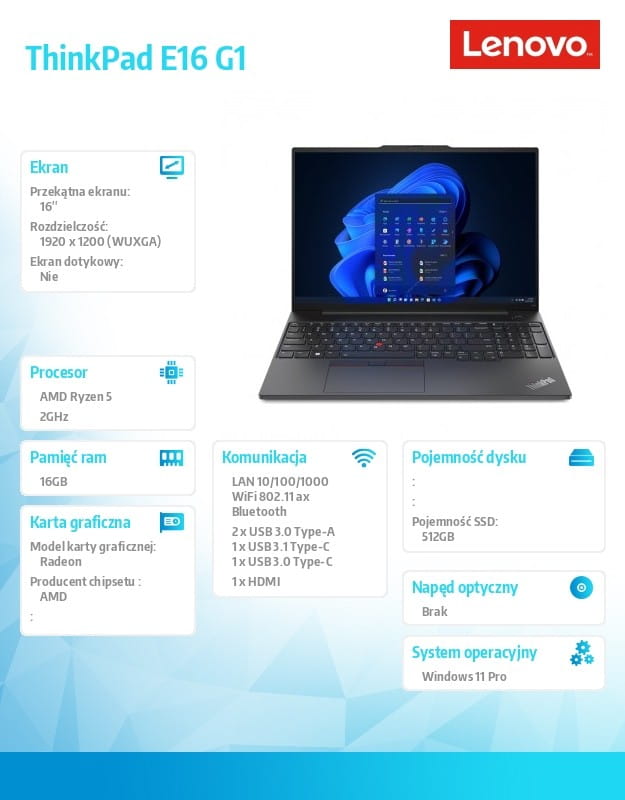 ThinkPad E16 G1
Lenovo
Ekran
Przekątna ekranu:
16"
Rozdzielczość:
1920 x 1200 (WUXGA)
Ekran dotykowy:
Nie
ThinkPad
Procesor
AMD Ryzen 5
2GHz
Pamięć ram
16GB
Karta graficzna
Model karty graficznej:
Radeon
Producent chipsetu :
AMD
:
Komunikacja
LAN 10/100/1000
WiFi 802.11 ax
Bluetooth
2 x USB 3.0 Type-A
1 x USB 3.1 Type-C
1 x USB 3.0 Type-C
1 x HDMI
Pojemność dysku
:
:
Pojemność SSD:
512GB
Napęd optyczny
Brak
System operacyjny
Windows 11 Pro